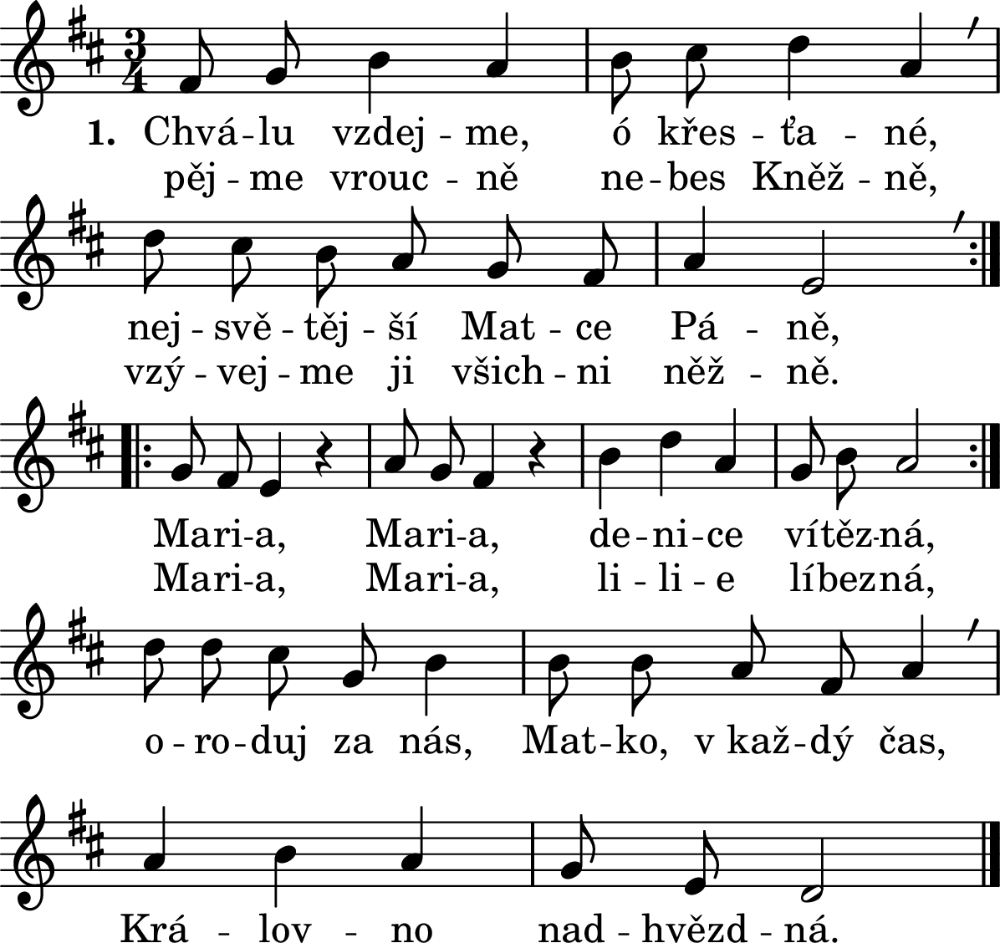 3
4
1. Chvá -- lu vzdej -- me, ó křes -- ťa -- né,
pěj -- me vrouc -- ně ne -- bes Kněž -- ně,
nej -- svě -- těj -- ší Mat -- ce Pá -- ně,
vzý -- vej -- me ji všich -- ni něž -- ně.
Mari -- a, Mari -- a, de -- ni -- ce vítěz -- ná,
Mari -- a, Mari -- a, li -- li -- e líbezná,
o -- ro -- duj za nás, Mat -- ko, v kaž -- dý čas,
Krá -- lov -- no nad -- hvězd -- ná.